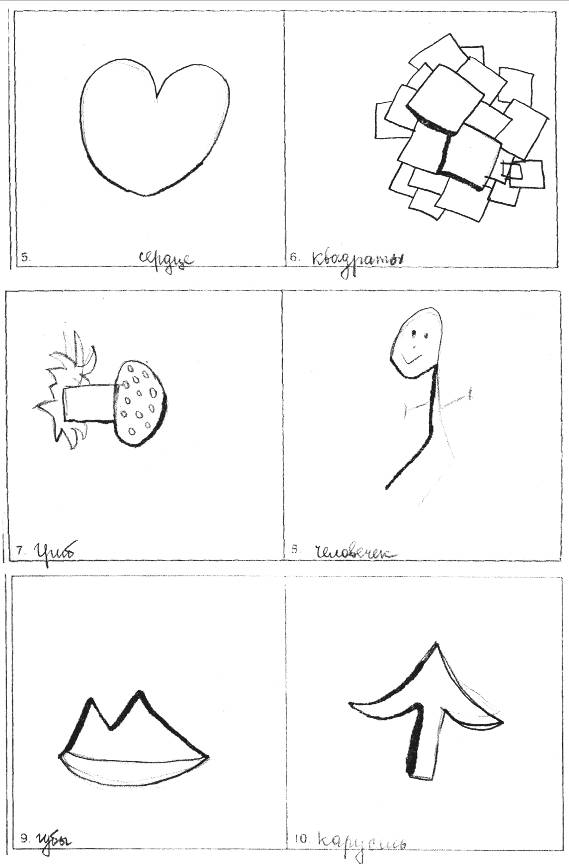 5. сердце
6. квадраты
7. Гриб
8 человечек
9. губы
10. карусель